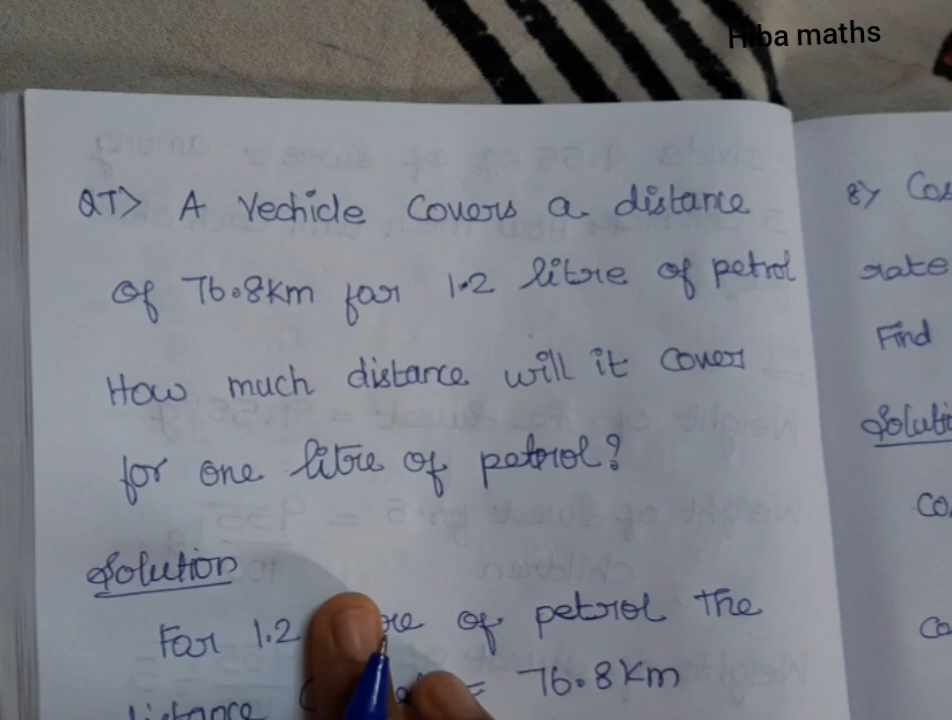 Hiba maths
Q7> A Vechicle Covers a distance
of 76.8km for 1.2 litre of petrol
How much distance will it cover
for one litre of petrol?
Solution
For 1.2 of petrol The
distance = 76.8km
8> Cos
rate
Find
Soluti